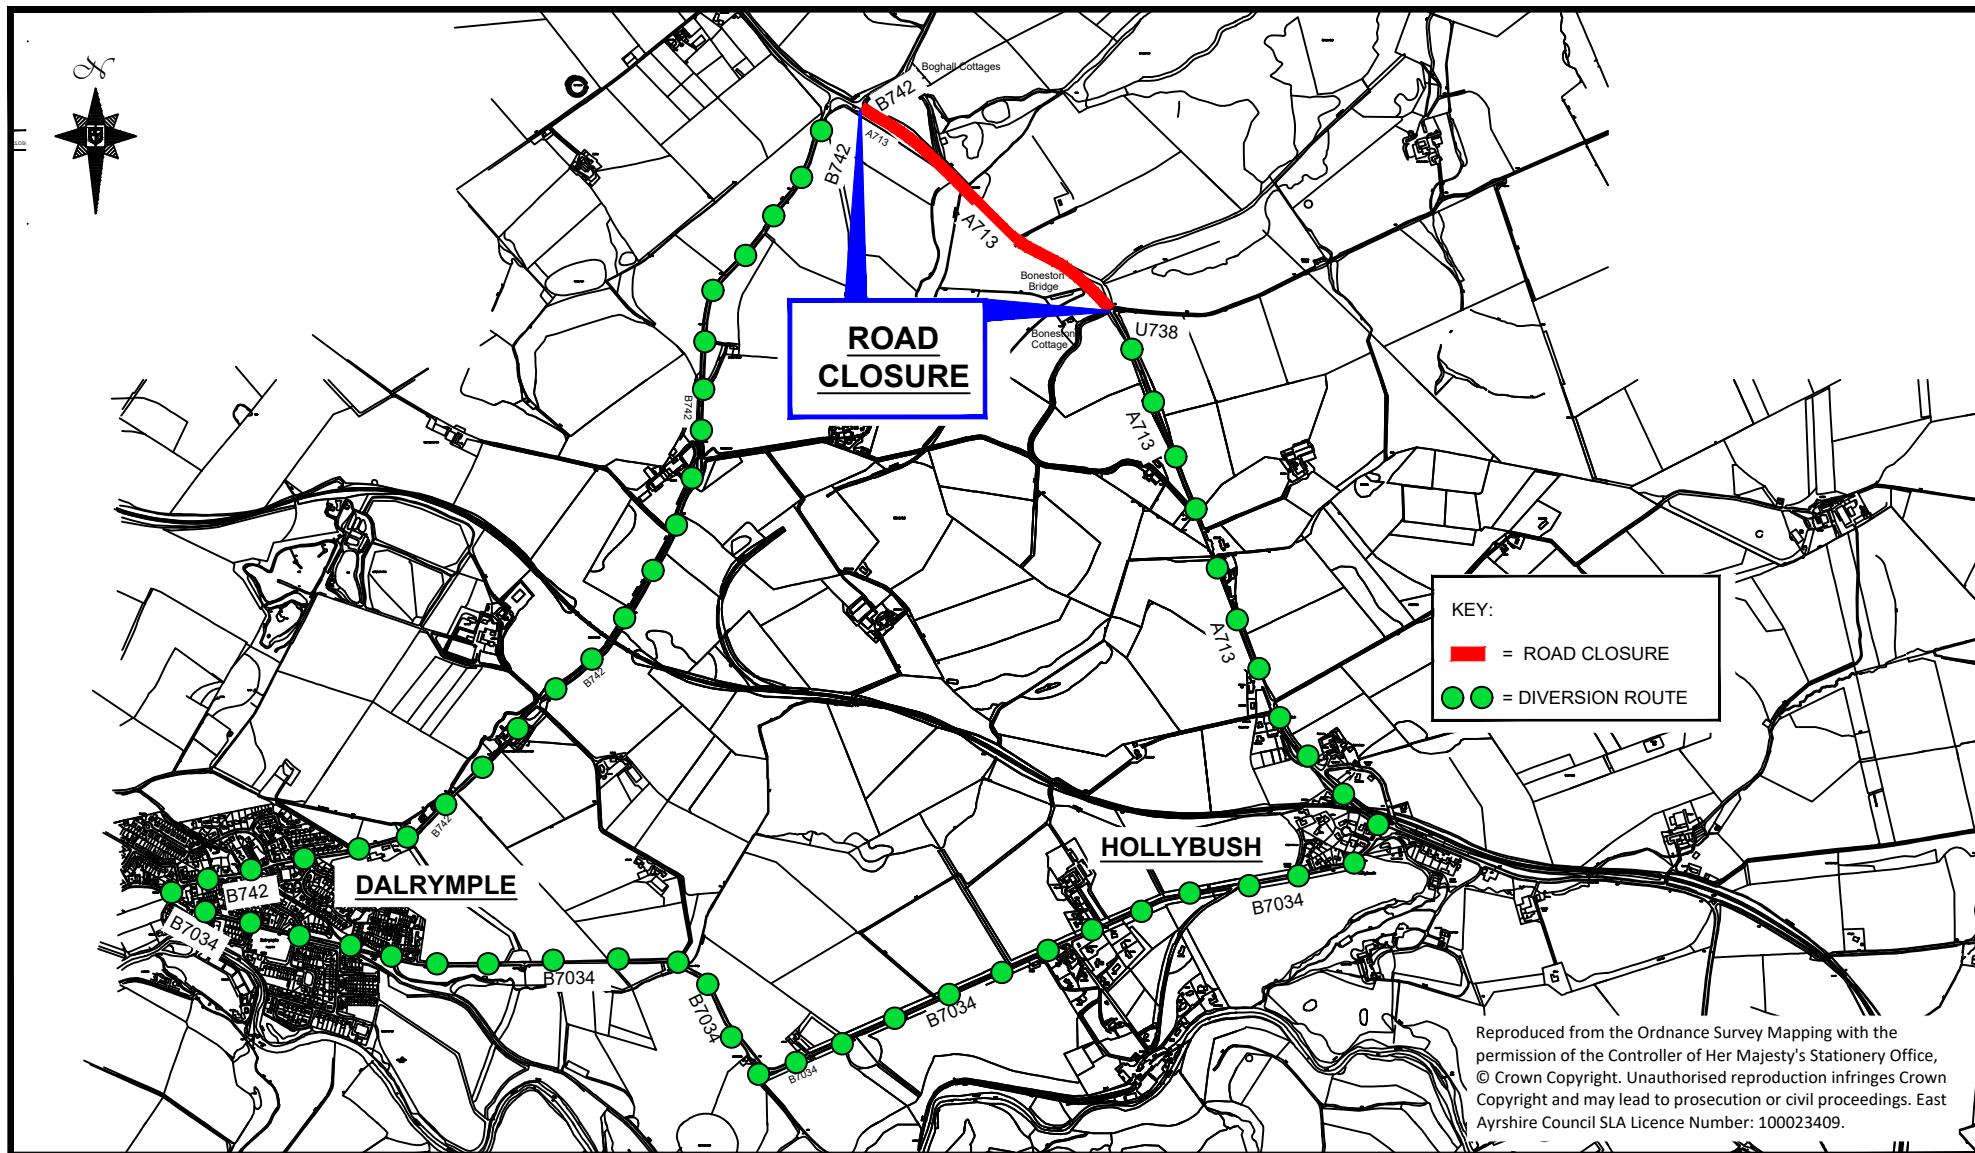 N
Boghall Cottages
B742
A713
B742
A713
Boneston
Bridge
U738
Boneston
Cottage
ROAD
CLOSURE
B742
A713
A713
KEY:
= ROAD CLOSURE
= DIVERSION ROUTE
B742
B742
HOLLYBUSH
DALRYMPLE
B742
B7034
B7034
B7034
B7034
B7034
B7034
Reproduced from the Ordnance Survey Mapping with the
permission of the Controller of Her Majesty's Stationery Office,
© Crown Copyright. Unauthorised reproduction infringes Crown
Copyright and may lead to prosecution or civil proceedings. East
Ayrshire Council SLA Licence Number: 100023409.